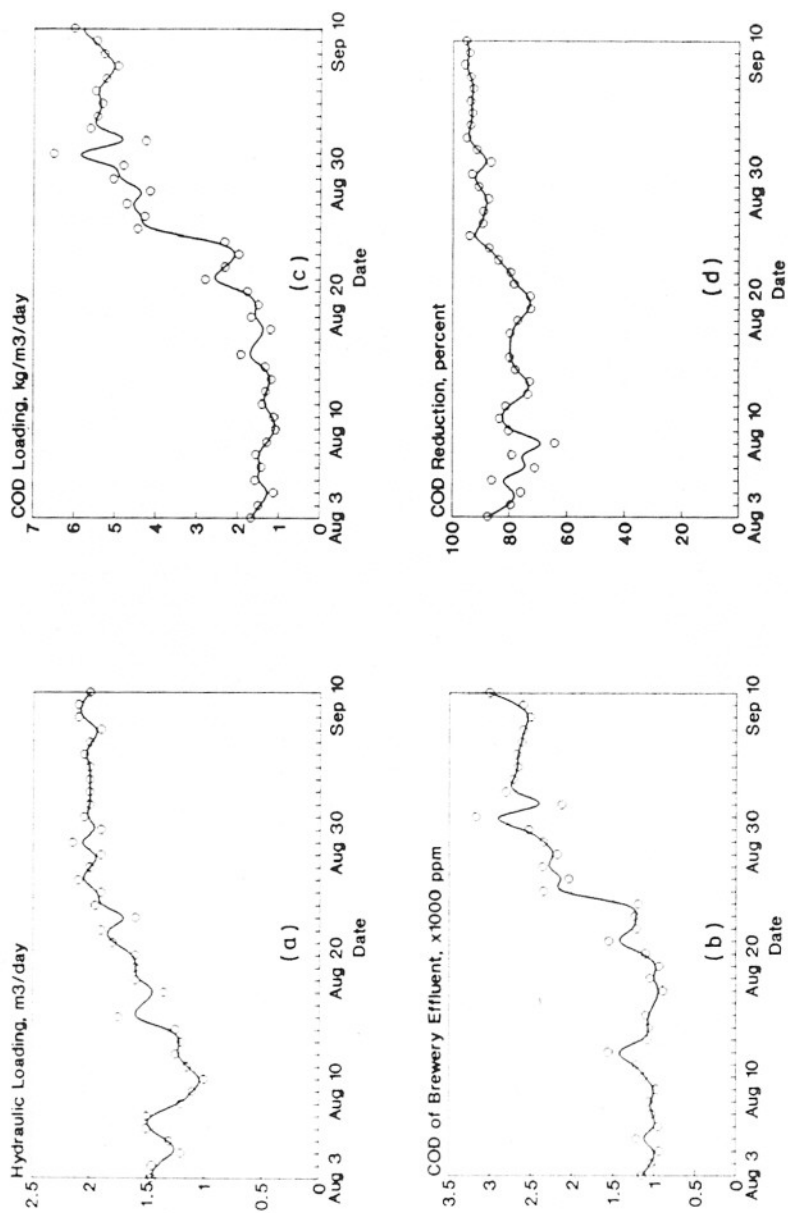 Hydraulic Loading, m3/day
2.5
2
1.5
1
0.5
0
Aug 3
Aug 10
Aug 20
Aug 30
Sep 10
Date
(a)
COD of Brewery Effluent, x1000 ppm
3.5
3
2.5
2
1.5
1
0.5
0
Aug 3
Aug 10
Aug 20
Aug 30
Sep 10
Date
(b)
COD Loading, kg/m3/day
7
6
5
4
3
2
1
0
Aug 3
Aug 10
Aug 20
Aug 30
Sep 10
Date
(c)
COD Reduction, percent
100
80
60
40
20
0
Aug 3
Aug 10
Aug 20
Aug 30
Sep 10
Date
(d)